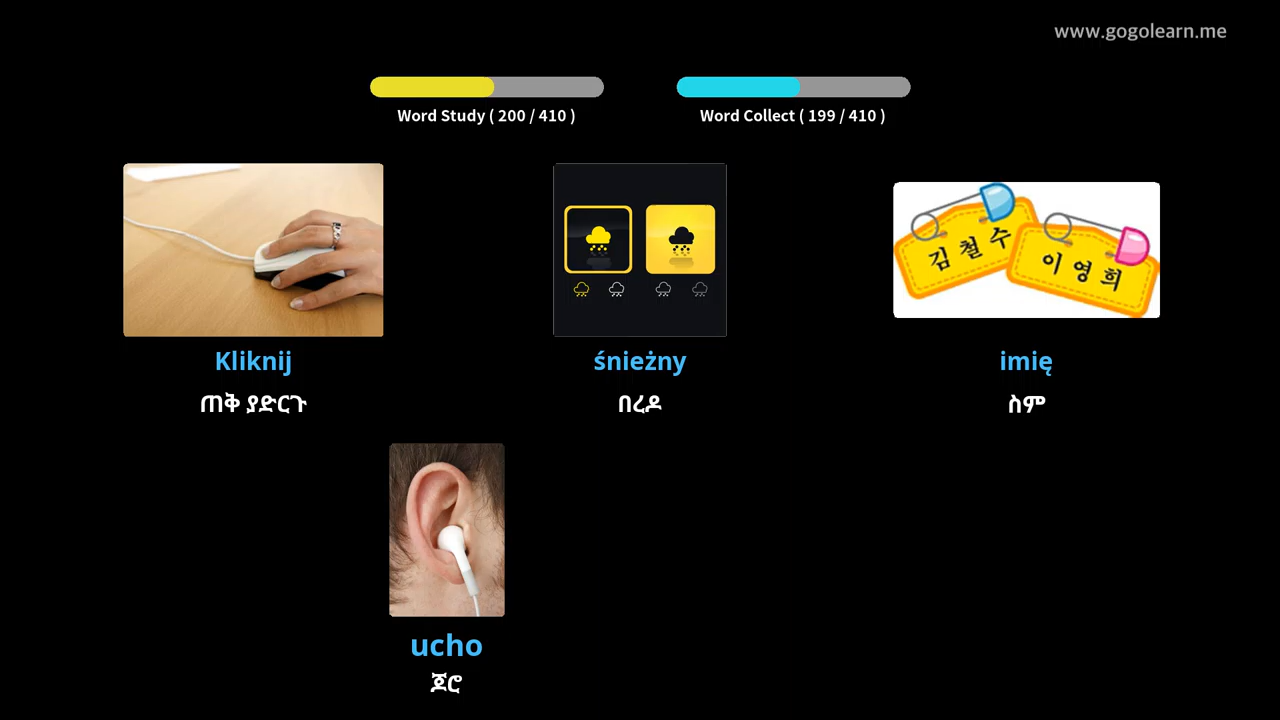 www.gogolearn.me
Word Study ( 200 / 410 )
Word Collect ( 199 / 410 )
김철수
이영희
Kliknij
śnieżny
imię
ጠቅ ያድርጉ
በረዶ
ስም
ucho
ጆሮ